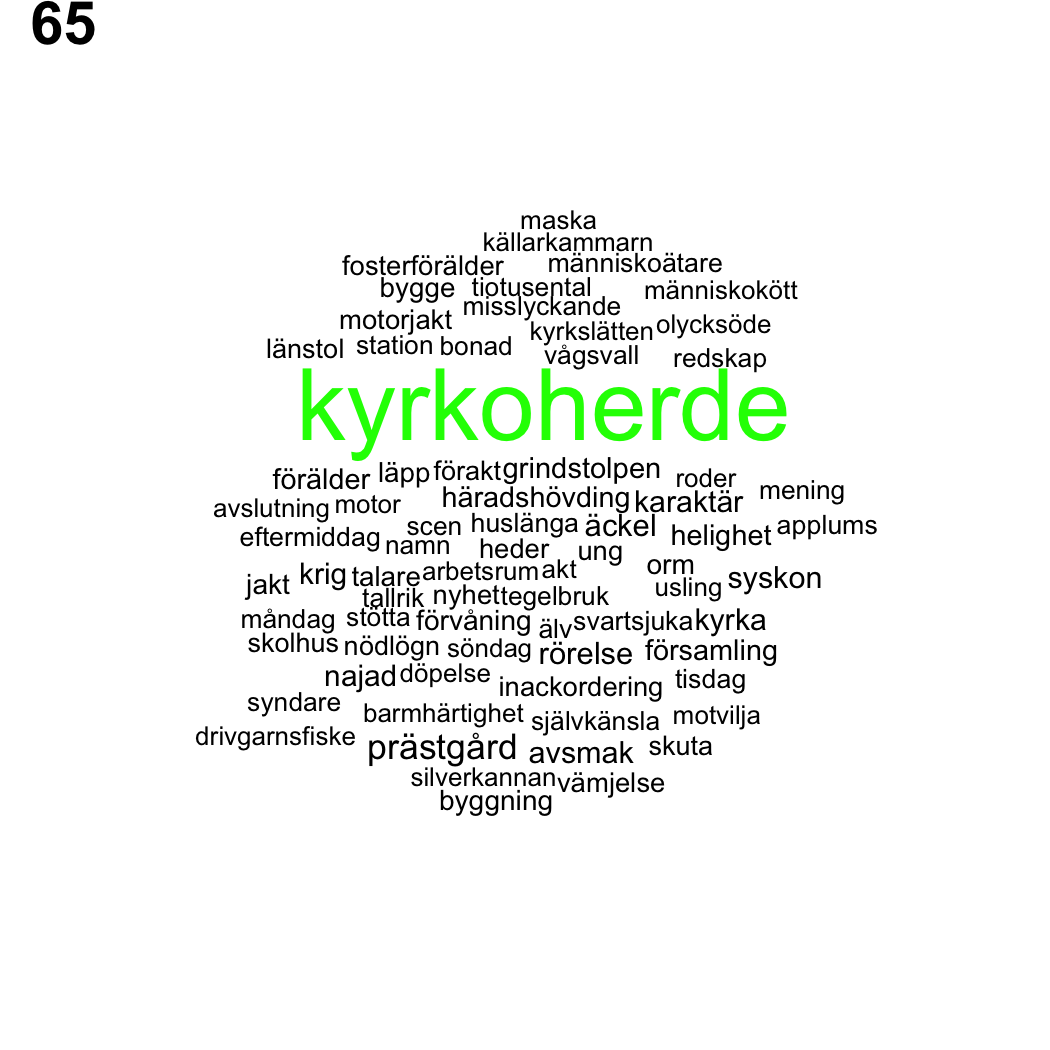 65
maska
källarkammarn
fosterförälder människoätare
bygge tiotusental människokött
misslyckande
motorjakt kyrkslätten olycksöde
länstol station bonad vågsvall redskap
kyrkoherde
förälder läpp förakt grindstolpen roder
avslutning motor häradshövding karaktär mening
eftermiddag scen huslänga äckel helighet applums
namn heder ung
jakt krig talare arbetsrum akt orm syskon
tallrik nyhet tegelbruk usling
måndag stötta förvåning älv svartsjuka kyrka
skolhus nödlögn söndag rörelse församling
najad döpelse inackordering tisdag
syndare barmhärtighet självkänsla motvilja
drivgarnsfiske prästgård avsmak skuta
silverkannan vämjelse
byggning